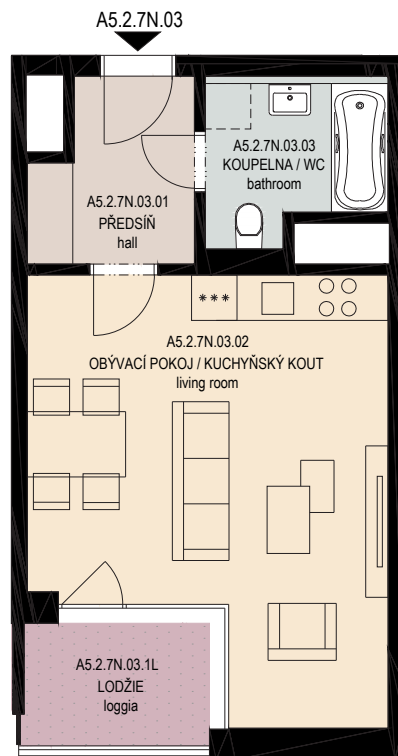 A5.2.7N.03
A5.2.7N.03.03
KOUPELNA / WC
bathroom
A5.2.7N.03.01
PŘEDSÍŇ
hall
***
A5.2.7N.03.02
OBÝVACÍ POKOJ / KUCHYŇSKÝ KOUT
living room
A5.2.7N.03.1L
LODŽIE
loggia